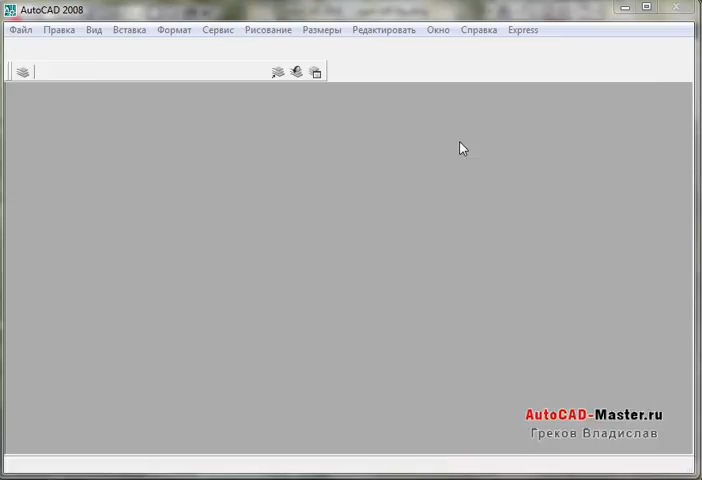 AutoCAD 2008
Файл Правка Вид Вставка Формат Сервис Рисование Размеры Редактировать Окно Справка Express
AutoCAD-Master.ru
Греков Владислав